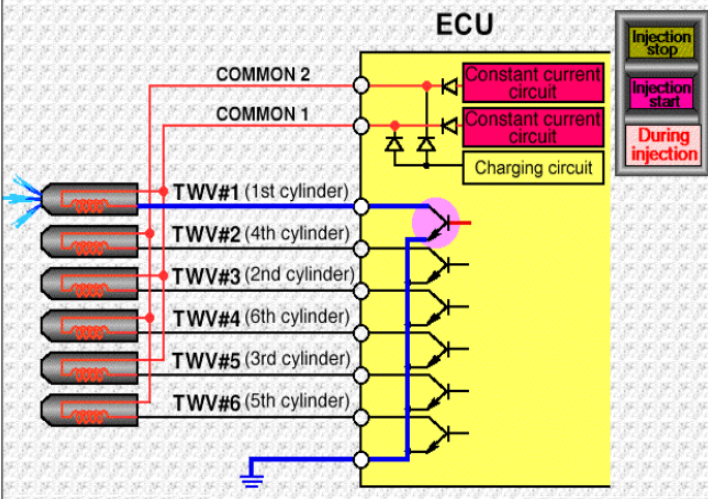 ECU
Injection
stop
Injection
start
During
injection
COMMON 2
Constant current
circuit
COMMON 1
Constant current
circuit
Charging circuit
TWV#1 (1st cylinder)
TWV#2 (4th cylinder)
TWV#3 (2nd cylinder)
TWV#4 (6th cylinder)
TWV#5 (3rd cylinder)
TWV#6 (5th cylinder)